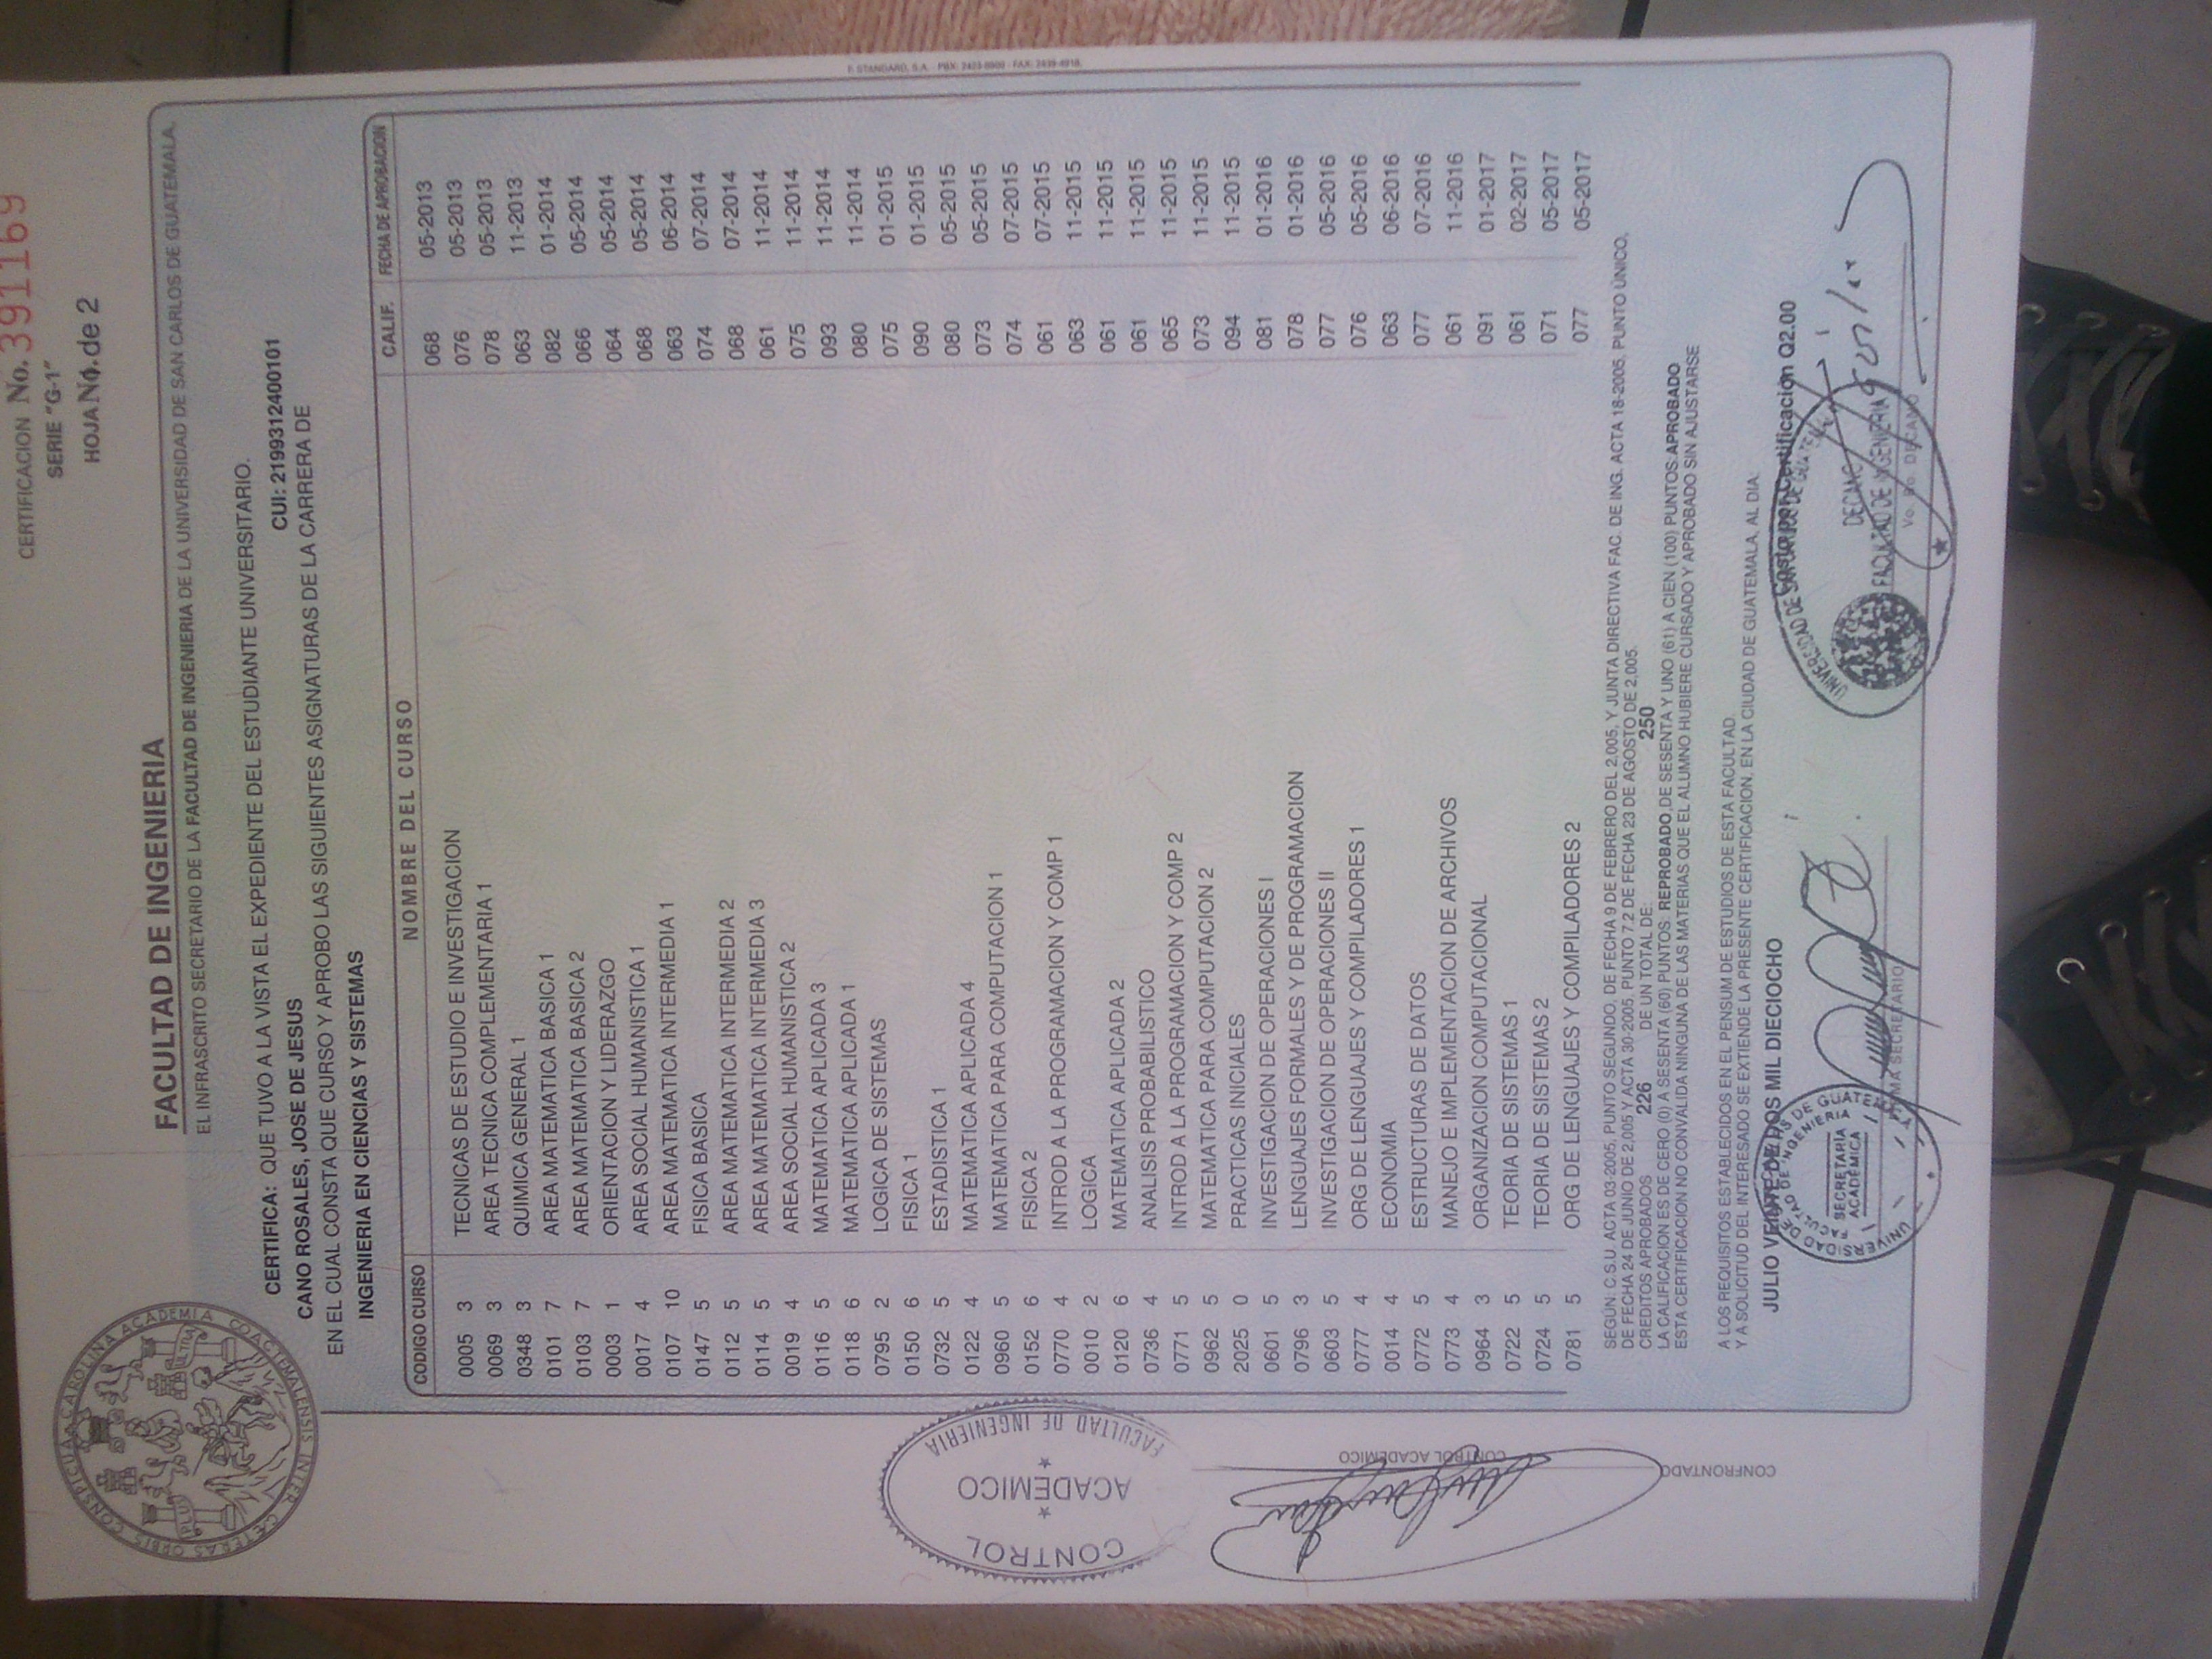 CERTIFICACION No. 391169
SERIE "G-1"
HOJA No. 1 de 2
CETERAS ORBIS CONSPICUA CAROLINA ACADEMIA COACTEMALENSIS INTER
PLUS ULTRA
FACULTAD DE INGENIERIA
EL INFRASCRITO SECRETARIO DE LA FACULTAD DE INGENIERIA DE LA UNIVERSIDAD DE SAN CARLOS DE GUATEMALA.
CERTIFICA: QUE TUVO A LA VISTA EL EXPEDIENTE DEL ESTUDIANTE UNIVERSITARIO.
CANO ROSALES, JOSE DE JESUS CUI: 2199312400101
EN EL CUAL CONSTA QUE CURSO Y APROBO LAS SIGUIENTES ASIGNATURAS DE LA CARRERA DE
INGENIERIA EN CIENCIAS Y SISTEMAS
CODIGO CURSO NOMBRE DEL CURSO CALIF. FECHA DE APROBACION
0005 3 TECNICAS DE ESTUDIO E INVESTIGACION 068 05-2013
0069 3 AREA TECNICA COMPLEMENTARIA 1 076 05-2013
0348 3 QUIMICA GENERAL 1 078 05-2013
0101 7 AREA MATEMATICA BASICA 1 063 11-2013
0103 7 AREA MATEMATICA BASICA 2 082 01-2014
0003 1 ORIENTACION Y LIDERAZGO 066 05-2014
0017 4 AREA SOCIAL HUMANISTICA 1 064 05-2014
0107 10 AREA MATEMATICA INTERMEDIA 1 068 05-2014
0147 5 FISICA BASICA 063 06-2014
0112 5 AREA MATEMATICA INTERMEDIA 2 074 07-2014
0114 5 AREA MATEMATICA INTERMEDIA 3 068 07-2014
0019 4 AREA SOCIAL HUMANISTICA 2 061 11-2014
0116 5 MATEMATICA APLICADA 3 075 11-2014
0118 6 MATEMATICA APLICADA 1 093 11-2014
0795 2 LOGICA DE SISTEMAS 080 11-2014
0150 6 FISICA 1 075 01-2015
0732 5 ESTADISTICA 1 090 01-2015
0122 4 MATEMATICA APLICADA 4 080 05-2015
0960 5 MATEMATICA PARA COMPUTACION 1 073 05-2015
0152 6 FISICA 2 074 07-2015
0770 4 INTROD A LA PROGRAMACION Y COMP 1 061 07-2015
0010 2 LOGICA 063 11-2015
0120 6 MATEMATICA APLICADA 2 061 11-2015
0736 4 ANALISIS PROBABILISTICO 061 11-2015
0771 5 INTROD A LA PROGRAMACION Y COMP 2 065 11-2015
0962 5 MATEMATICA PARA COMPUTACION 2 073 11-2015
2025 0 PRACTICAS INICIALES 094 11-2015
0601 5 INVESTIGACION DE OPERACIONES I 081 01-2016
0796 3 LENGUAJES FORMALES Y DE PROGRAMACION 078 01-2016
0603 5 INVESTIGACION DE OPERACIONES II 077 05-2016
0777 4 ORG DE LENGUAJES Y COMPILADORES 1 076 05-2016
0014 4 ECONOMIA 063 06-2016
0772 5 ESTRUCTURAS DE DATOS 077 07-2016
0773 4 MANEJO E IMPLEMENTACION DE ARCHIVOS 061 11-2016
0964 3 ORGANIZACION COMPUTACIONAL 091 01-2017
0722 5 TEORIA DE SISTEMAS 1 061 02-2017
0724 5 TEORIA DE SISTEMAS 2 071 05-2017
0781 5 ORG DE LENGUAJES Y COMPILADORES 2 077 05-2017
SEGÚN: C.S.U. ACTA 03-2005, PUNTO SEGUNDO, DE FECHA 9 DE FEBRERO DEL 2,005, Y JUNTA DIRECTIVA FAC. DE ING. ACTA 18-2005, PUNTO ÚNICO,
DE FECHA 24 DE JUNIO DE 2,005 Y ACTA 30-2005, PUNTO 7.2 DE FECHA 23 DE AGOSTO DE 2,005.
CREDITOS APROBADOS 226 DE UN TOTAL DE: 250
LA CALIFICACION ES DE CERO (0) A SESENTA (60) PUNTOS: REPROBADO, DE SESENTA Y UNO (61) A CIEN (100) PUNTOS: APROBADO
ESTA CERTIFICACION NO CONVALIDA NINGUNA DE LAS MATERIAS QUE EL ALUMNO HUBIERE CURSADO Y APROBADO SIN AJUSTARSE
A LOS REQUISITOS ESTABLECIDOS EN EL PENSUM DE ESTUDIOS DE ESTA FACULTAD.
Y A SOLICITUD DEL INTERESADO SE EXTIENDE LA PRESENTE CERTIFICACION, EN LA CIUDAD DE GUATEMALA, AL DIA:
JULIO VEINTE DE DOS MIL DIECIOCHO Costo por Certificación Q2.00
UNIVERSIDAD DE SAN CARLOS DE GUATEMALA
FACULTAD DE INGENIERIA
SECRETARIA
ACADÉMICA
FIRMA SECRETARIO
UNIVERSIDAD DE SAN CARLOS DE GUATEMALA
DECANO
FACULTAD DE INGENIERIA
Vo. Bo. DECANO
CONTROL
ACADEMICO
FACULTAD DE INGENIERIA
CONTROL ACADEMICO
CONFRONTADO